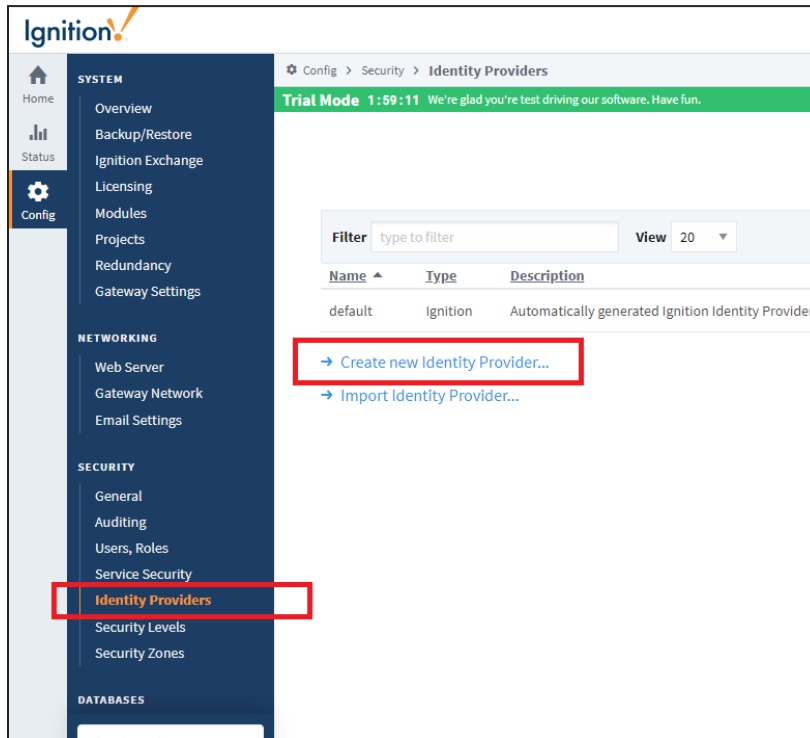 Ignition!
Home
Status
Config
SYSTEM
Overview
Backup/Restore
Ignition Exchange
Licensing
Modules
Projects
Redundancy
Gateway Settings
NETWORKING
Web Server
Gateway Network
Email Settings
SECURITY
General
Auditing
Users, Roles
Service Security
Identity Providers
Security Levels
Security Zones
DATABASES
Config > Security > Identity Providers
Trial Mode 1:59:11 We're glad you're test driving our software. Have fun.
Filter type to filter View 20
Name Type Description
default Ignition Automatically generated Ignition Identity Provider
→ Create new Identity Provider...
→ Import Identity Provider...